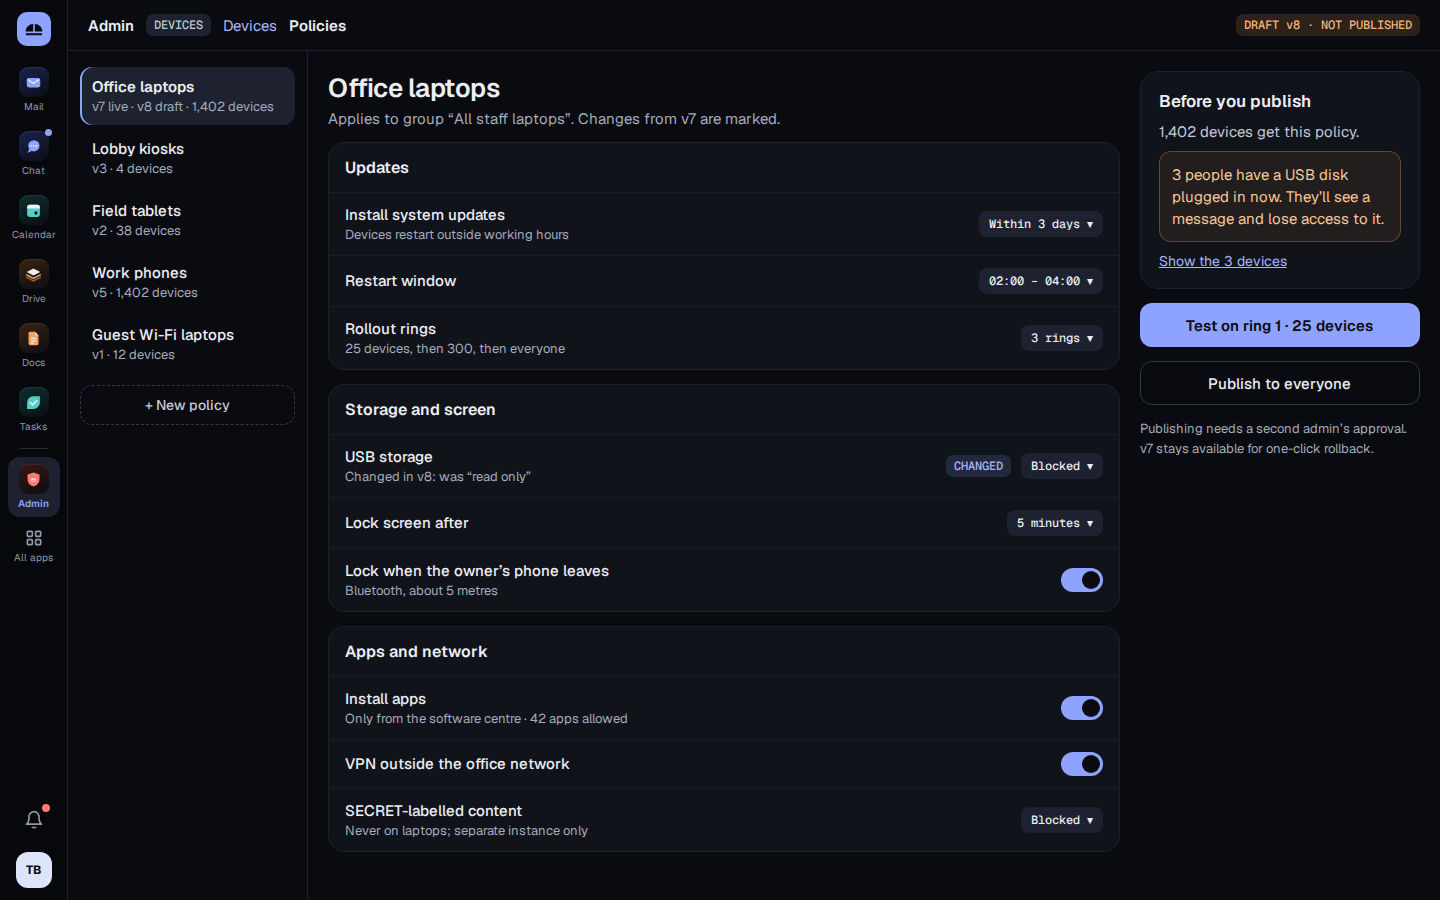 Admin
DEVICES
Devices
Policies
DRAFT v8 · NOT PUBLISHED
Mail
Chat
Calendar
Drive
Docs
Tasks
Admin
All apps
TB
Office laptops
v7 live · v8 draft · 1,402 devices
Lobby kiosks
v3 · 4 devices
Field tablets
v2 · 38 devices
Work phones
v5 · 1,402 devices
Guest Wi-Fi laptops
v1 · 12 devices
+ New policy
Office laptops
Applies to group “All staff laptops”. Changes from v7 are marked.
Updates
Install system updates
Devices restart outside working hours
Within 3 days ▾
Restart window
02:00 – 04:00 ▾
Rollout rings
25 devices, then 300, then everyone
3 rings ▾
Storage and screen
USB storage
Changed in v8: was “read only”
CHANGED
Blocked ▾
Lock screen after
5 minutes ▾
Lock when the owner’s phone leaves
Bluetooth, about 5 metres
Apps and network
Install apps
Only from the software centre · 42 apps allowed
VPN outside the office network
SECRET-labelled content
Never on laptops; separate instance only
Blocked ▾
Before you publish
1,402 devices get this policy.
3 people have a USB disk
plugged in now. They’ll see a
message and lose access to it.
Show the 3 devices
Test on ring 1 · 25 devices
Publish to everyone
Publishing needs a second admin’s approval.
v7 stays available for one-click rollback.